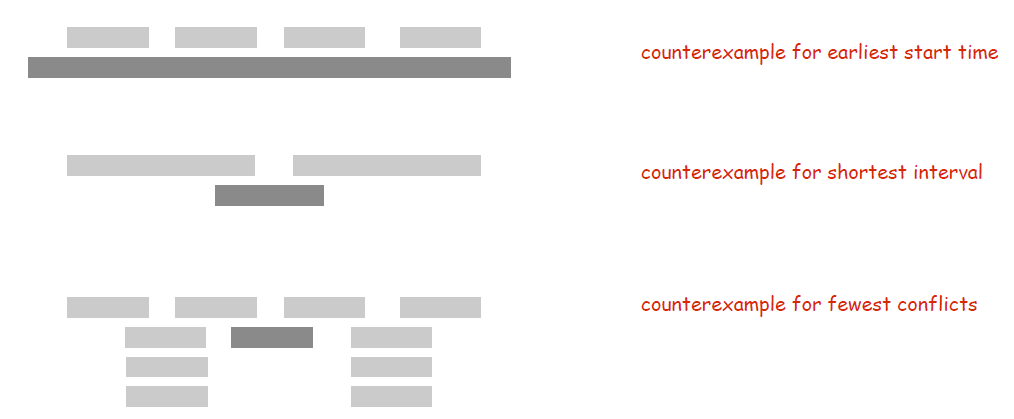 counterexample for earliest start time
counterexample for shortest interval
counterexample for fewest conflicts